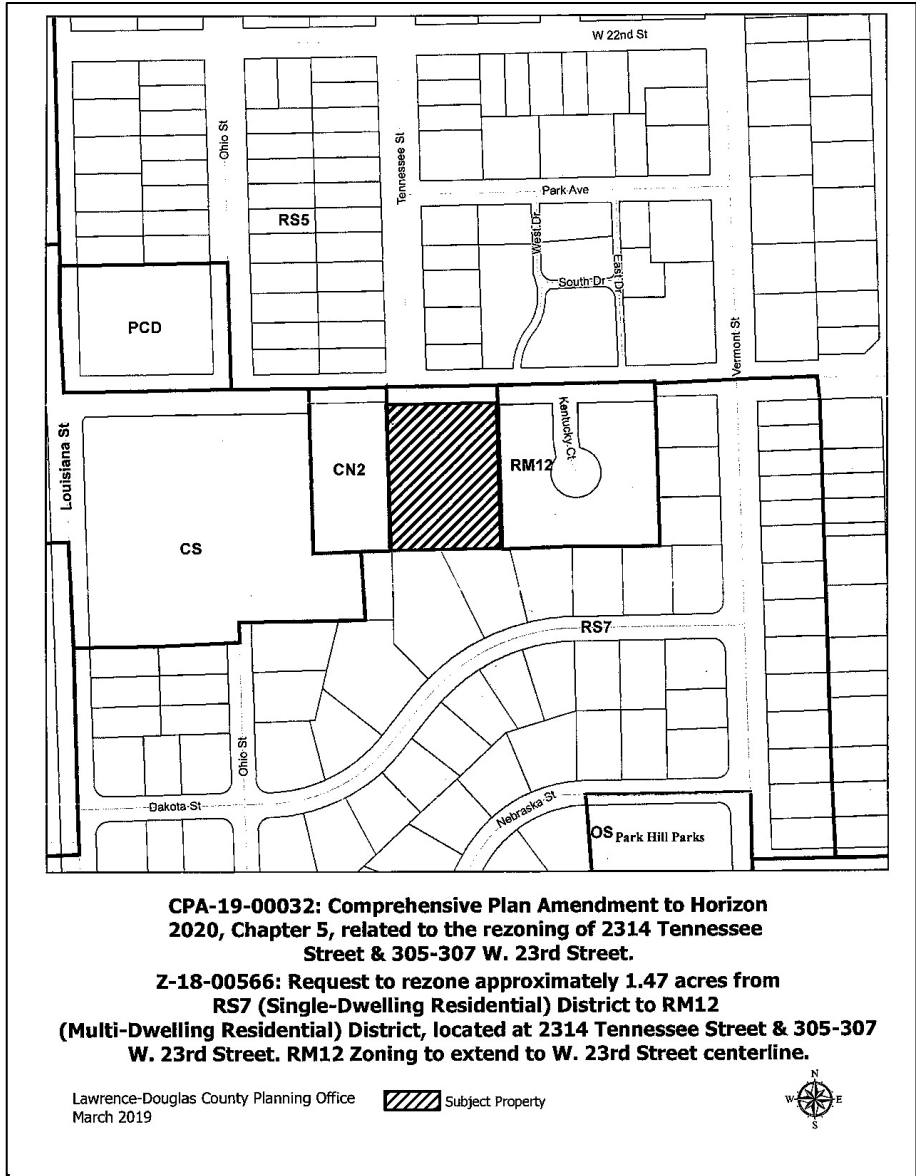 W 22nd St
Ohio St
Tennessee St
Park Ave
RS5
West Dr
South Dr
East Dr
PCD
Vermont St
Louisiana St
Kentucky Ct
CN2
RM12
CS
RS7
Ohio St
Dakota St
Nebraska St
OS Park Hill Parks
CPA-19-00032: Comprehensive Plan Amendment to Horizon
2020, Chapter 5, related to the rezoning of 2314 Tennessee
Street & 305-307 W. 23rd Street.
Z-18-00566: Request to rezone approximately 1.47 acres from
RS7 (Single-Dwelling Residential) District to RM12
(Multi-Dwelling Residential) District, located at 2314 Tennessee Street & 305-307
W. 23rd Street. RM12 Zoning to extend to W. 23rd Street centerline.
Lawrence-Douglas County Planning Office
March 2019
Subject Property
N
W E
S